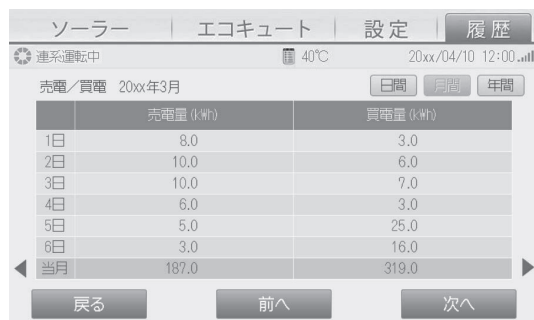 ソーラー エコキュート 設定 履歴
連系運転中 40℃ 20xx/04/10 12:00
売電／買電 20xx年3月 日間 月間 年間
売電量(kWh) 買電量(kWh)
1日 8.0 3.0
2日 10.0 6.0
3日 10.0 7.0
4日 6.0 3.0
5日 5.0 25.0
6日 3.0 16.0
当月 187.0 319.0
戻る 前へ 次へ